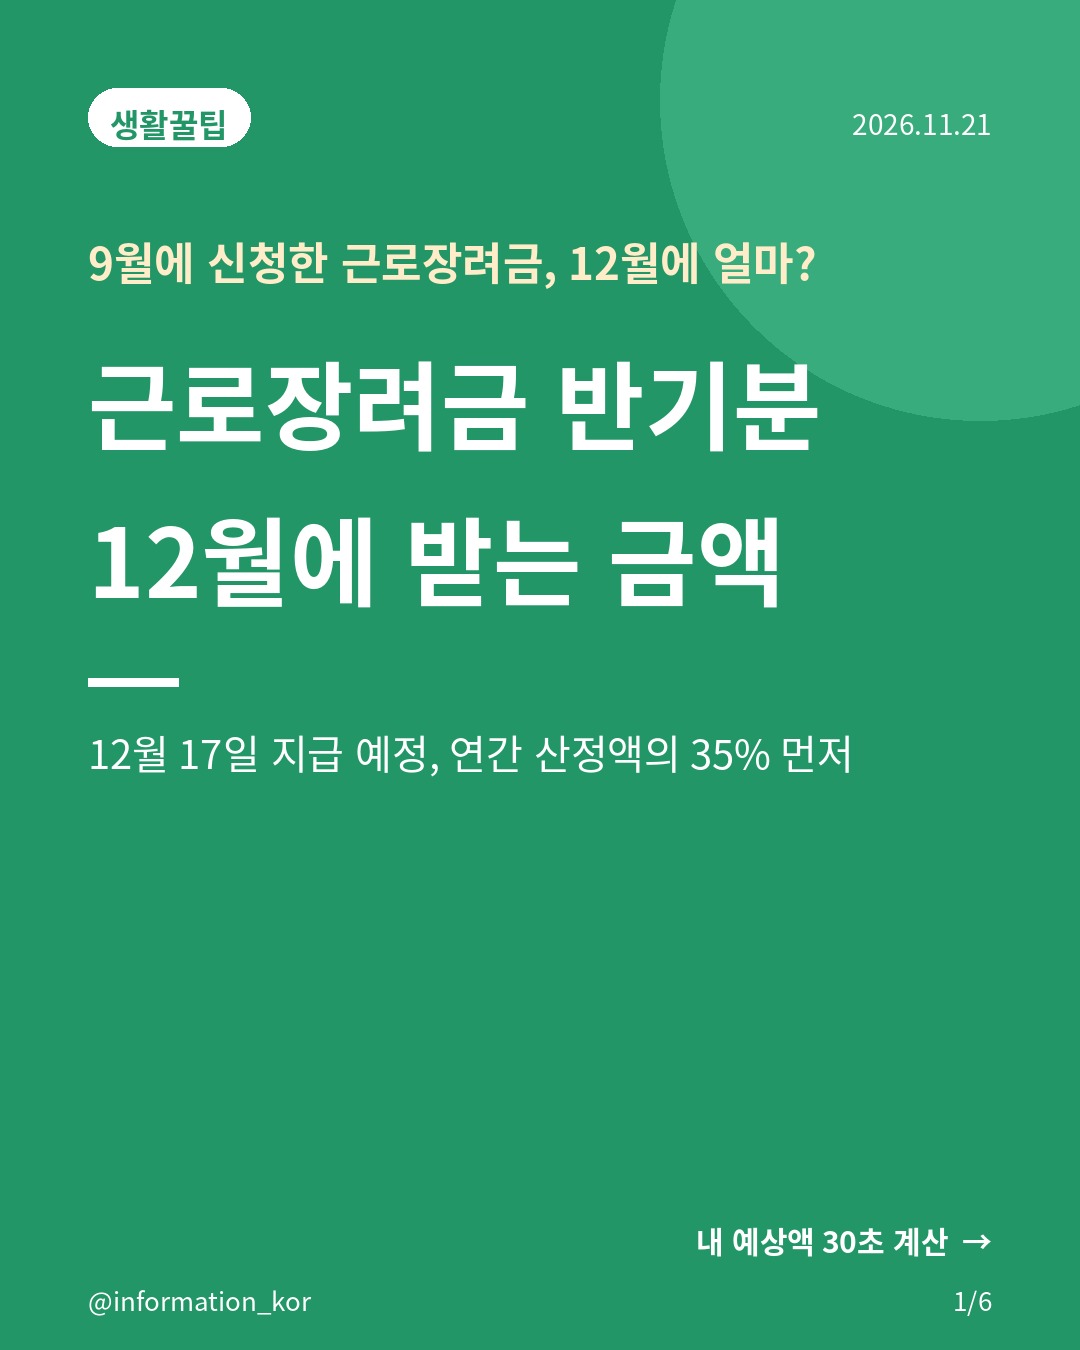 생활꿀팁
2026.11.21
9월에 신청한 근로장려금, 12월에 얼마?
근로장려금 반기분
12월에 받는 금액
12월 17일 지급 예정, 연간 산정액의 35% 먼저
내 예상액 30초 계산 →
@information_kor
1/6